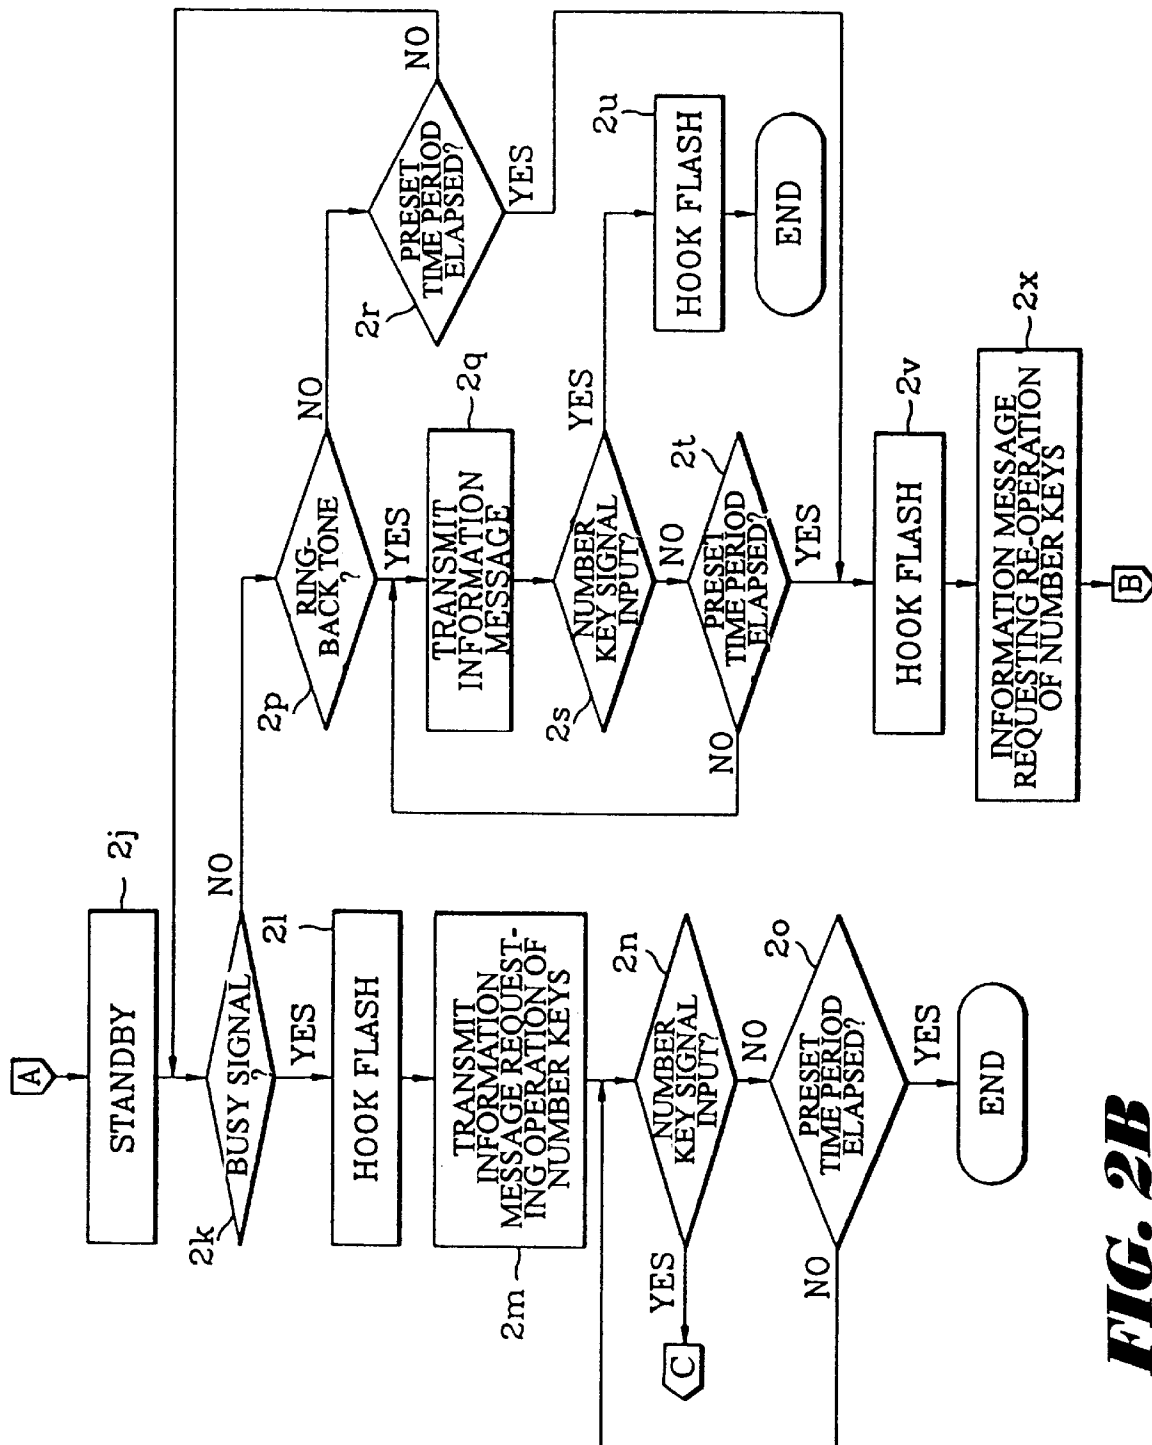 A
STANDBY
2j
BUSY SIGNAL
?
2k
NO
YES
HOOK FLASH
2l
TRANSMIT
INFORMATION
MESSAGE REQUEST-
ING OPERATION OF
NUMBER KEYS
2m
NUMBER
KEY SIGNAL
INPUT?
2n
YES
C
NO
PRESET
TIME PERIOD
ELAPSED?
2o
NO
YES
END
RING-
BACK TONE
?
2p
NO
YES
TRANSMIT
INFORMATION
MESSAGE
2q
PRESET
TIME PERIOD
ELAPSED?
2r
NO
YES
NUMBER
KEY SIGNAL
INPUT?
2s
YES
NO
HOOK FLASH
2u
END
PRESET
TIME PERIOD
ELAPSED?
2t
NO
YES
HOOK FLASH
2v
INFORMATION MESSAGE
REQUESTING RE-OPERATION
OF NUMBER KEYS
2x
B
FIG. 2B